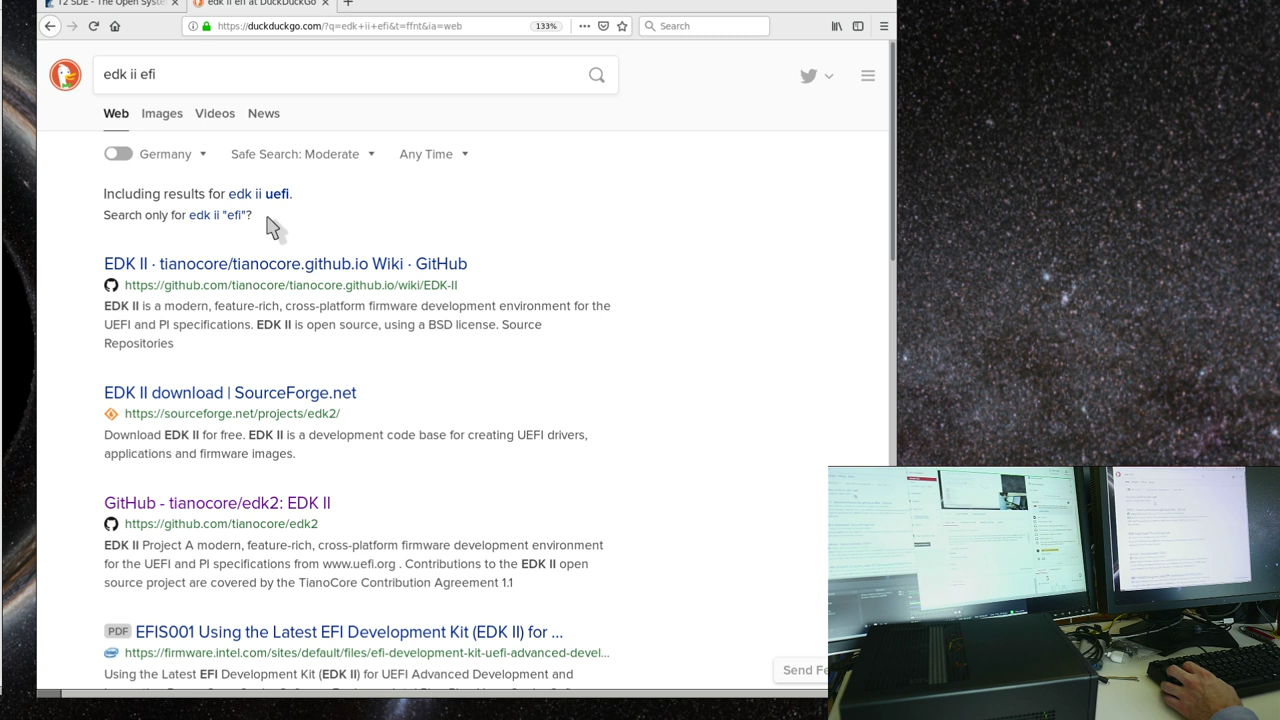 T2 SDE - The Open Syste
edk ii efi at DuckDuckGo
https://duckduckgo.com/?q=edk+ii+efi&t=ffnt&ia=web
133%
Search
edk ii efi
Web Images Videos News
Germany Safe Search: Moderate Any Time
Including results for edk ii uefi.
Search only for edk ii "efi"?
EDK II · tianocore/tianocore.github.io Wiki · GitHub
https://github.com/tianocore/tianocore.github.io/wiki/EDK-II
EDK II is a modern, feature-rich, cross-platform firmware development environment for the
UEFI and PI specifications. EDK II is open source, using a BSD license. Source
Repositories
EDK II download | SourceForge.net
https://sourceforge.net/projects/edk2/
Download EDK II for free. EDK II is a development code base for creating UEFI drivers,
applications and firmware images.
GitHub - tianocore/edk2: EDK II
https://github.com/tianocore/edk2
EDK II Project A modern, feature-rich, cross-platform firmware development environment
for the UEFI and PI specifications from www.uefi.org . Contributions to the EDK II open
source project are covered by the TianoCore Contribution Agreement 1.1
PDF EFIS001 Using the Latest EFI Development Kit (EDK II) for ...
https://firmware.intel.com/sites/default/files/efi-development-kit-uefi-advanced-devel...
Using the Latest EFI Development Kit (EDK II) for UEFI Advanced Development and
Send Fe